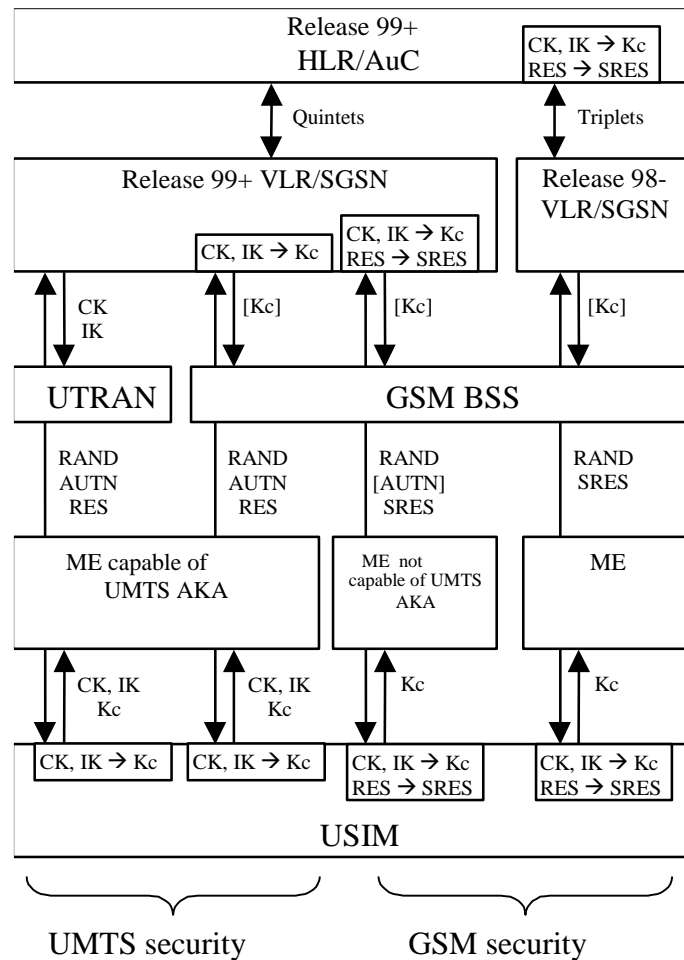 Release 99+
HLR/AuC
CK, IK → Kc
RES → SRES
Quintets
Triplets
Release 99+ VLR/SGSN
CK, IK → Kc
CK, IK → Kc
RES → SRES
Release 98-
VLR/SGSN
CK
IK
[Kc]
[Kc]
[Kc]
UTRAN
GSM BSS
RAND
AUTN
RES
RAND
AUTN
RES
RAND
[AUTN]
SRES
RAND
SRES
ME capable of
UMTS AKA
ME not
capable of UMTS
AKA
ME
CK, IK
Kc
CK, IK
Kc
Kc
Kc
CK, IK → Kc
CK, IK → Kc
CK, IK → Kc
RES → SRES
CK, IK → Kc
RES → SRES
USIM
UMTS security
GSM security